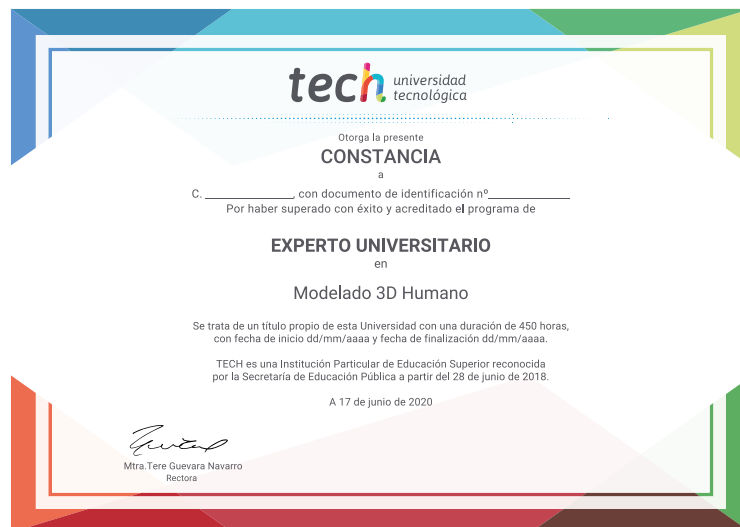 tech universidad
tecnológica
Otorga la presente
CONSTANCIA
a
C. ______________, con documento de identificación nº______________
Por haber superado con éxito y acreditado el programa de
EXPERTO UNIVERSITARIO
en
Modelado 3D Humano
Se trata de un título propio de esta Universidad con una duración de 450 horas,
con fecha de inicio dd/mm/aaaa y fecha de finalización dd/mm/aaaa.
TECH es una Institución Particular de Educación Superior reconocida
por la Secretaría de Educación Pública a partir del 28 de junio de 2018.
A 17 de junio de 2020
Mtra.Tere Guevara Navarro
Rectora